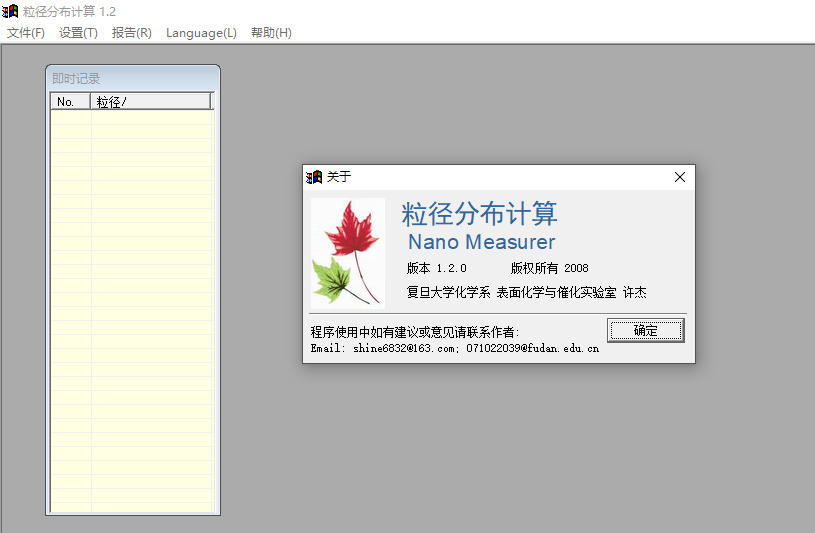 粒径分布计算 1.2
文件(F) 设置(T) 报告(R) Language(L) 帮助(H)
即时记录
No. 粒径/
关于
粒径分布计算
Nano Measurer
版本 1.2.0 版权所有 2008
复旦大学化学系 表面化学与催化实验室 许杰
程序使用中如有建议或意见请联系作者:
Email: shine6832@163.com; 071022039@fudan.edu.cn
确定